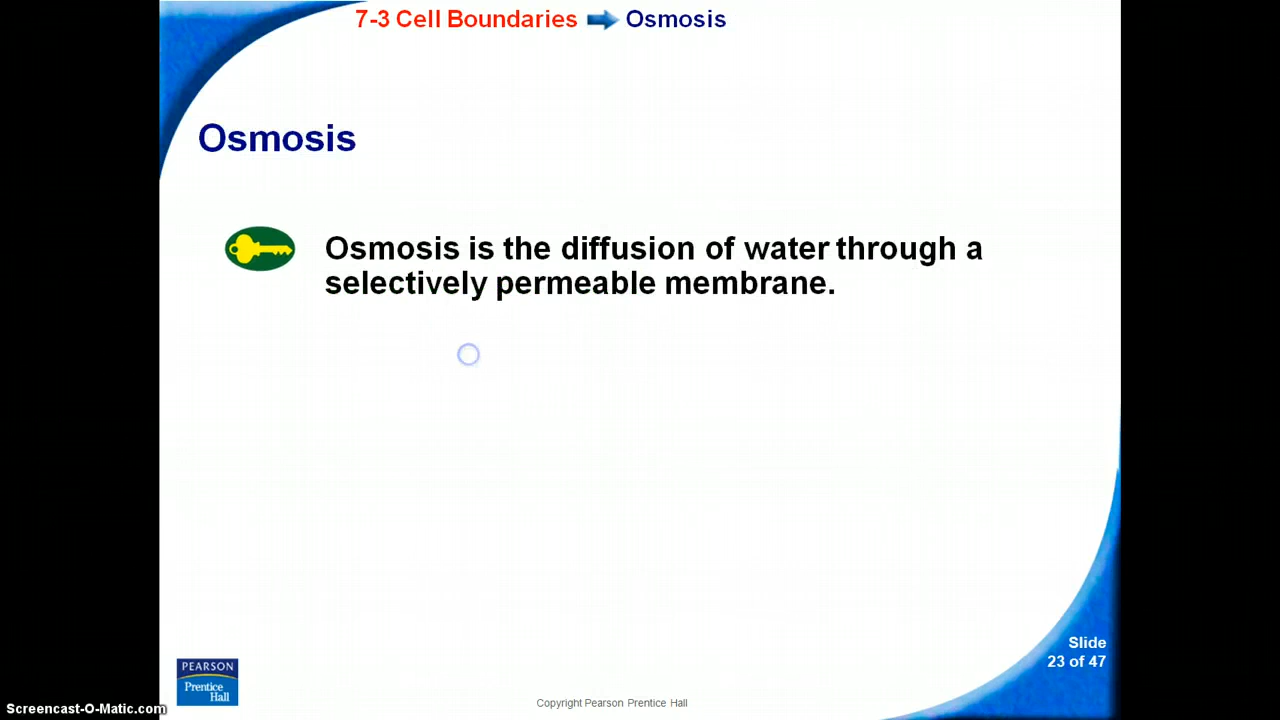 7-3 Cell Boundaries Osmosis
Osmosis
Osmosis is the diffusion of water through a
selectively permeable membrane.
Slide
23 of 47
PEARSON
Prentice
Hall
Copyright Pearson Prentice Hall
Screencast-O-Matic.com